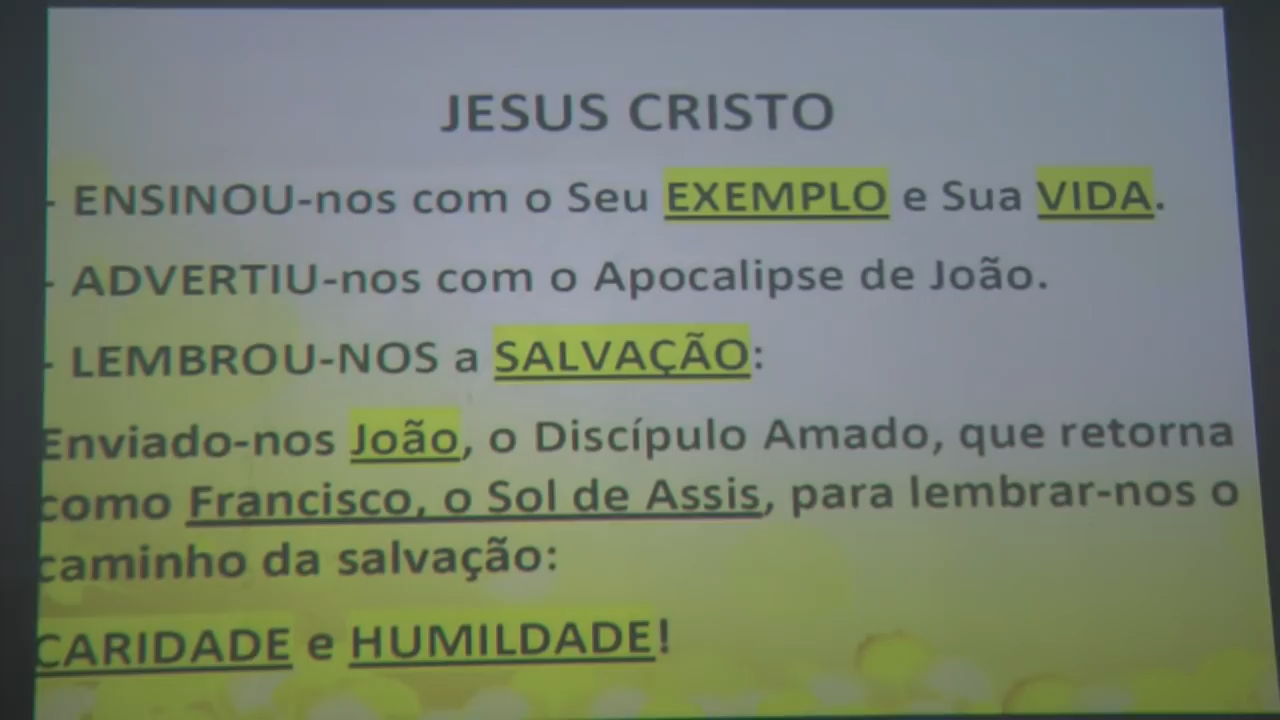 JESUS CRISTO
- ENSINOU-nos com o Seu EXEMPLO e Sua VIDA.
- ADVERTIU-nos com o Apocalipse de João.
- LEMBROU-NOS a SALVAÇÃO:
Enviado-nos João, o Discípulo Amado, que retorna
como Francisco, o Sol de Assis, para lembrar-nos o
caminho da salvação:
CARIDADE e HUMILDADE!